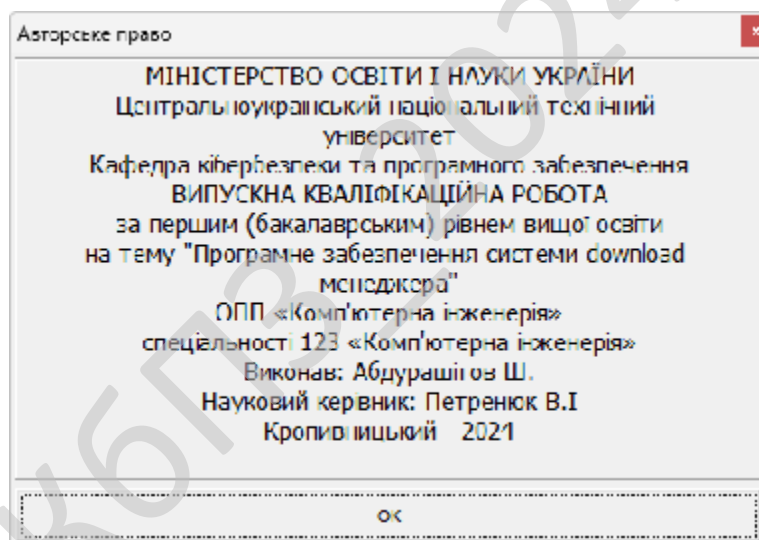 Авторське право
МІНІСТЕРСТВО ОСВІТИ І НАУКИ УКРАЇНИ
Центральноукраїнський національний технічний
університет
Кафедра кібербезпеки та програмного забезпечення
ВИПУСКНА КВАЛІФІКАЦІЙНА РОБОТА
за першим (бакалаврським) рівнем вищої освіти
на тему "Програмне забезпечення системи download
менеджера"
ОПП «Комп'ютерна інженерія»
спеціальності 123 «Комп'ютерна інженерія»
Виконав: Абдурашітов Ш.
Науковий керівник: Петренюк В.І
Кропивницький 2021
ОК